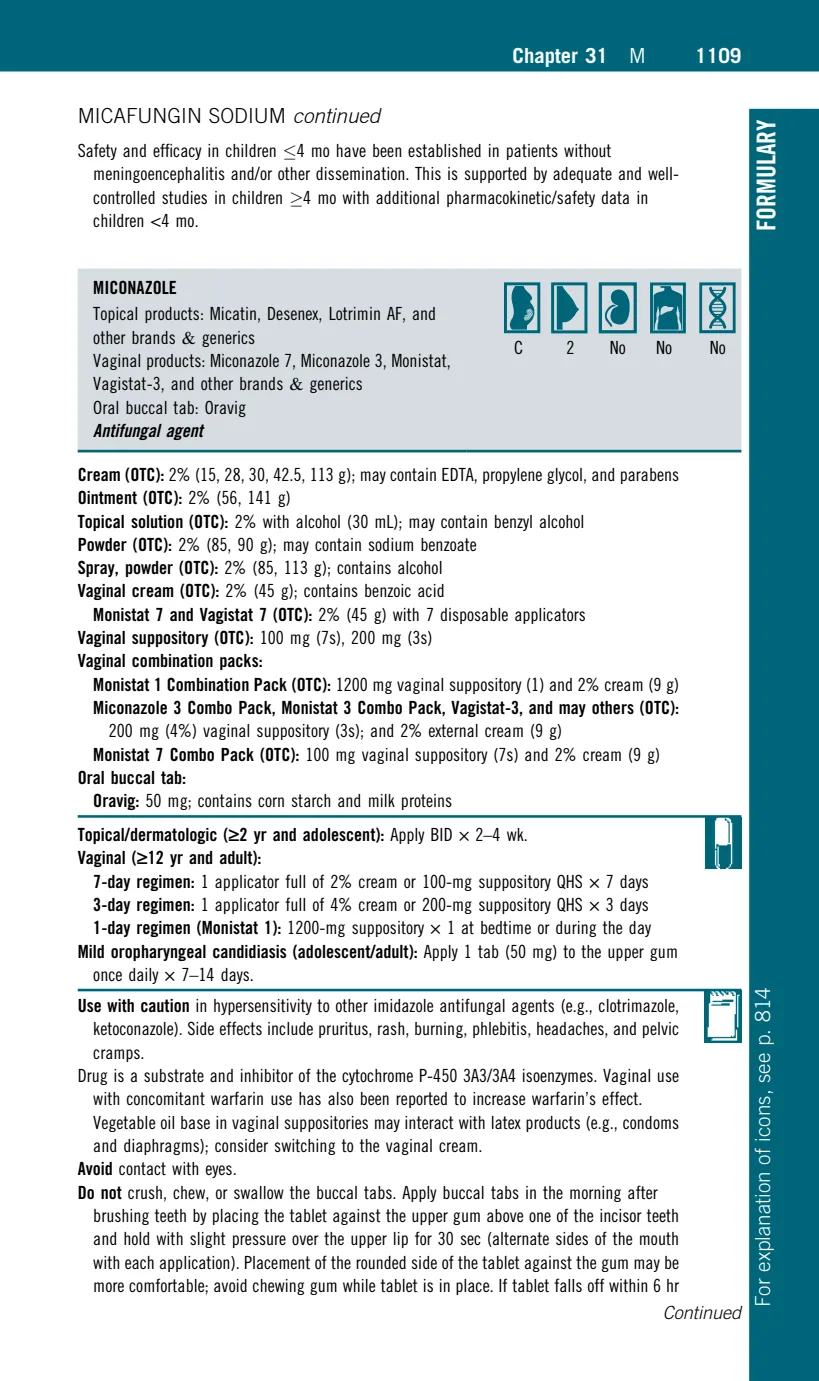 Chapter 31 M 1109
MICAFUNGIN SODIUM continued
Safety and efficacy in children ≤4 mo have been established in patients without
meningoencephalitis and/or other dissemination. This is supported by adequate and well-
controlled studies in children ≥4 mo with additional pharmacokinetic/safety data in
children <4 mo.
FORMULARY
MICONAZOLE
Topical products: Micatin, Desenex, Lotrimin AF, and
other brands & generics
Vaginal products: Miconazole 7, Miconazole 3, Monistat,
Vagistat-3, and other brands & generics
Oral buccal tab: Oravig
Antifungal agent
C 2 No No No
Cream (OTC): 2% (15, 28, 30, 42.5, 113 g); may contain EDTA, propylene glycol, and parabens
Ointment (OTC): 2% (56, 141 g)
Topical solution (OTC): 2% with alcohol (30 mL); may contain benzyl alcohol
Powder (OTC): 2% (85, 90 g); may contain sodium benzoate
Spray, powder (OTC): 2% (85, 113 g); contains alcohol
Vaginal cream (OTC): 2% (45 g); contains benzoic acid
Monistat 7 and Vagistat 7 (OTC): 2% (45 g) with 7 disposable applicators
Vaginal suppository (OTC): 100 mg (7s), 200 mg (3s)
Vaginal combination packs:
Monistat 1 Combination Pack (OTC): 1200 mg vaginal suppository (1) and 2% cream (9 g)
Miconazole 3 Combo Pack, Monistat 3 Combo Pack, Vagistat-3, and may others (OTC):
200 mg (4%) vaginal suppository (3s); and 2% external cream (9 g)
Monistat 7 Combo Pack (OTC): 100 mg vaginal suppository (7s) and 2% cream (9 g)
Oral buccal tab:
Oravig: 50 mg; contains corn starch and milk proteins
Topical/dermatologic (≥2 yr and adolescent): Apply BID × 2–4 wk.
Vaginal (≥12 yr and adult):
7-day regimen: 1 applicator full of 2% cream or 100-mg suppository QHS × 7 days
3-day regimen: 1 applicator full of 4% cream or 200-mg suppository QHS × 3 days
1-day regimen (Monistat 1): 1200-mg suppository × 1 at bedtime or during the day
Mild oropharyngeal candidiasis (adolescent/adult): Apply 1 tab (50 mg) to the upper gum
once daily × 7–14 days.
Use with caution in hypersensitivity to other imidazole antifungal agents (e.g., clotrimazole,
ketoconazole). Side effects include pruritus, rash, burning, phlebitis, headaches, and pelvic
cramps.
Drug is a substrate and inhibitor of the cytochrome P-450 3A3/3A4 isoenzymes. Vaginal use
with concomitant warfarin use has also been reported to increase warfarin's effect.
Vegetable oil base in vaginal suppositories may interact with latex products (e.g., condoms
and diaphragms); consider switching to the vaginal cream.
Avoid contact with eyes.
Do not crush, chew, or swallow the buccal tabs. Apply buccal tabs in the morning after
brushing teeth by placing the tablet against the upper gum above one of the incisor teeth
and hold with slight pressure over the upper lip for 30 sec (alternate sides of the mouth
with each application). Placement of the rounded side of the tablet against the gum may be
more comfortable; avoid chewing gum while tablet is in place. If tablet falls off within 6 hr
Continued
For explanation of icons, see p. 814